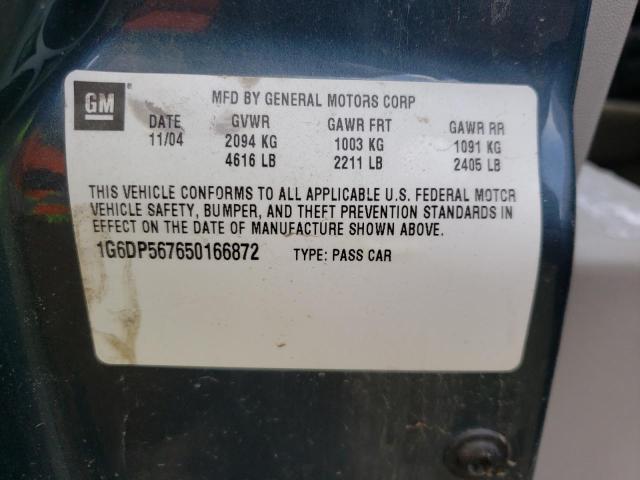 GM
MFD BY GENERAL MOTORS CORP
DATE GVWR GAWR FRT GAWR RR
11/04 2094 KG 1003 KG 1091 KG
4616 LB 2211 LB 2405 LB
THIS VEHICLE CONFORMS TO ALL APPLICABLE U.S. FEDERAL MOTOR
VEHICLE SAFETY, BUMPER, AND THEFT PREVENTION STANDARDS IN
EFFECT ON THE DATE OF MANUFACTURE SHOWN ABOVE.
1G6DP567650166872 TYPE: PASS CAR